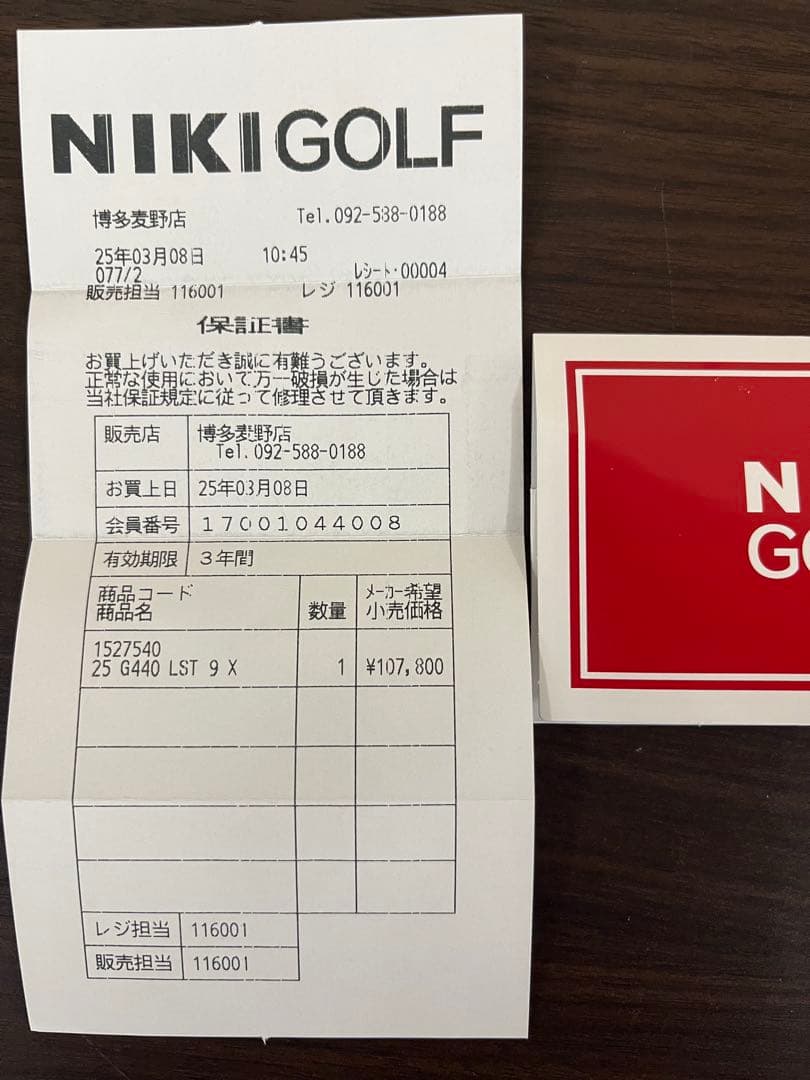 NIKI GOLF
博多麦野店 Tel.092-588-0188
25年03月08日 10:45
077/2 レシート・00004
販売担当 116001 レジ 116001
保証書
お買上げいただき誠に有難うございます。
正常な使用において万一破損が生じた場合は
当社保証規定に従って修理させて頂きます。
販売店 博多麦野店
Tel.092-588-0188
お買上日 25年03月08日
会員番号 17001044008
有効期限 3年間
商品コード メーカー希望
商品名 数量 小売価格
1527540
25 G440 LST 9 X 1 ¥107,800
レジ担当 116001
販売担当 116001
N
GO